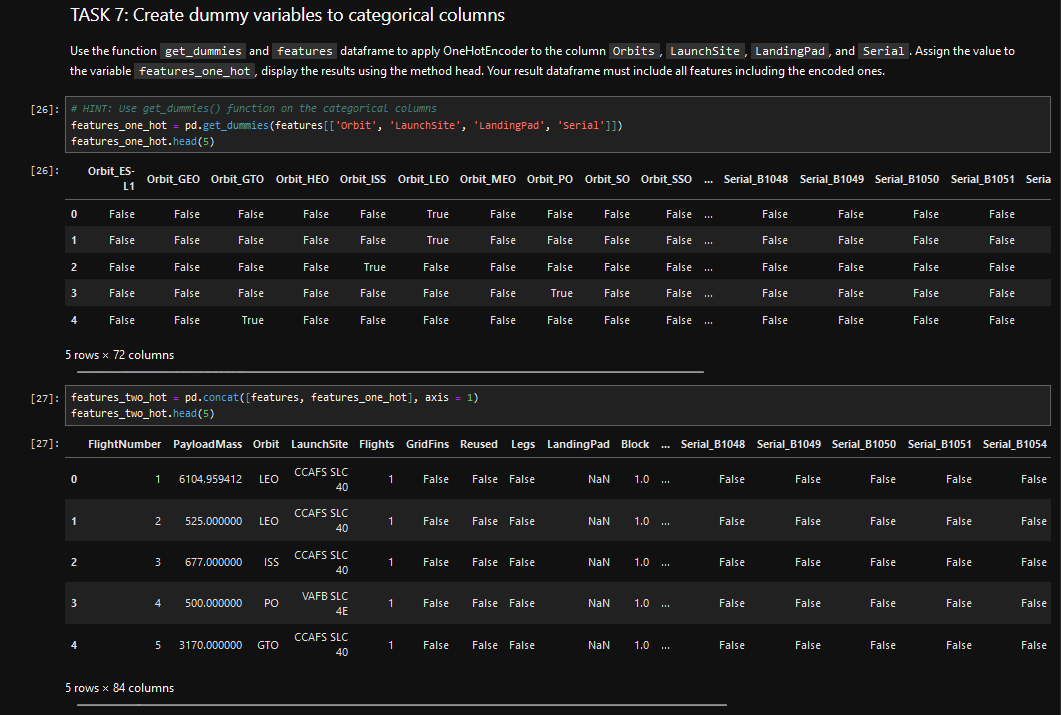 TASK 7: Create dummy variables to categorical columns
Use the function get_dummies and features dataframe to apply OneHotEncoder to the column Orbits, LaunchSite, LandingPad, and Serial. Assign the value to
the variable features_one_hot, display the results using the method head. Your result dataframe must include all features including the encoded ones.
[26]: # HINT: Use get_dummies() function on the categorical columns
features_one_hot = pd.get_dummies(features[['Orbit', 'LaunchSite', 'LandingPad', 'Serial']])
features_one_hot.head(5)
[26]: Orbit_ES-L1 Orbit_GEO Orbit_GTO Orbit_HEO Orbit_ISS Orbit_LEO Orbit_MEO Orbit_PO Orbit_SO Orbit_SSO ... Serial_B1048 Serial_B1049 Serial_B1050 Serial_B1051 Seria
0 False False False False False True False False False False ... False False False False
1 False False False False False True False False False False ... False False False False
2 False False False False True False False False False False ... False False False False
3 False False False False False False False True False False ... False False False False
4 False False True False False False False False False False ... False False False False
5 rows × 72 columns
[27]: features_two_hot = pd.concat([features, features_one_hot], axis = 1)
features_two_hot.head(5)
[27]: FlightNumber PayloadMass Orbit LaunchSite Flights GridFins Reused Legs LandingPad Block ... Serial_B1048 Serial_B1049 Serial_B1050 Serial_B1051 Serial_B1054
0 1 6104.959412 LEO CCAFS SLC 40 1 False False False NaN 1.0 ... False False False False False
1 2 525.000000 LEO CCAFS SLC 40 1 False False False NaN 1.0 ... False False False False False
2 3 677.000000 ISS CCAFS SLC 40 1 False False False NaN 1.0 ... False False False False False
3 4 500.000000 PO VAFB SLC 4E 1 False False False NaN 1.0 ... False False False False False
4 5 3170.000000 GTO CCAFS SLC 40 1 False False False NaN 1.0 ... False False False False False
5 rows × 84 columns